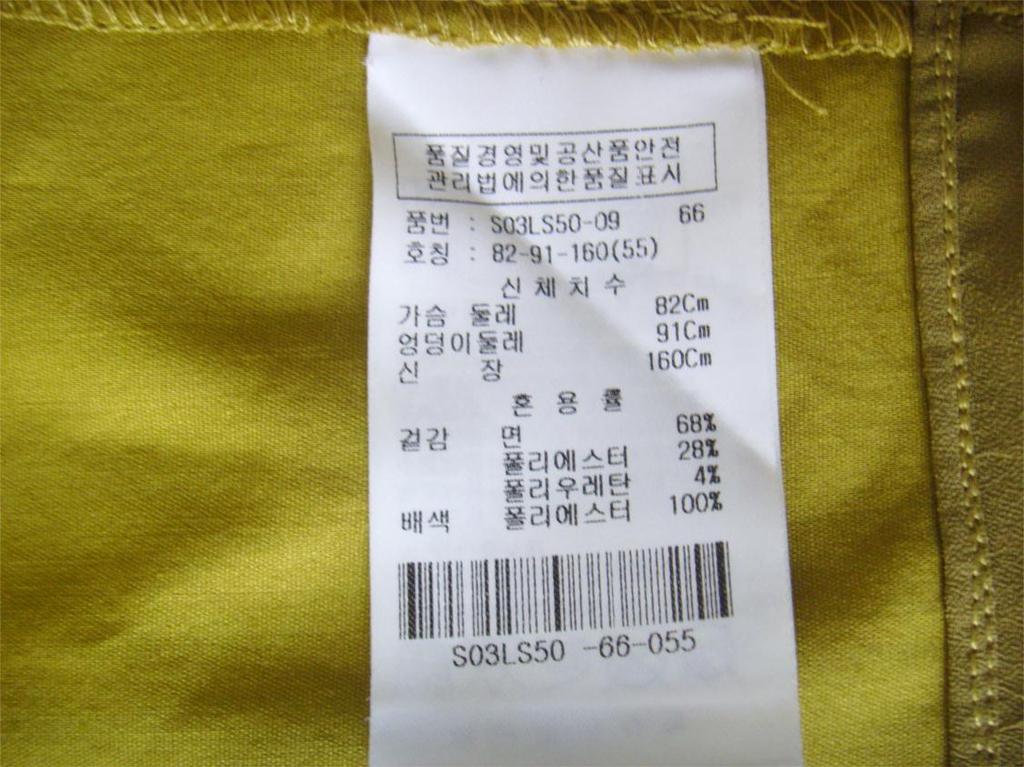 품질경영및공산품안전
관리법에의한품질표시
품번 : S03LS50-09 66
호칭 : 82-91-160(55)
신체치수
가슴 둘레 82Cm
엉덩이둘레 91Cm
신 장 160Cm
혼 용 률
겉감 면 68%
폴리에스터 28%
폴리우레탄 4%
배색 폴리에스터 100%
S03LS50 -66-055